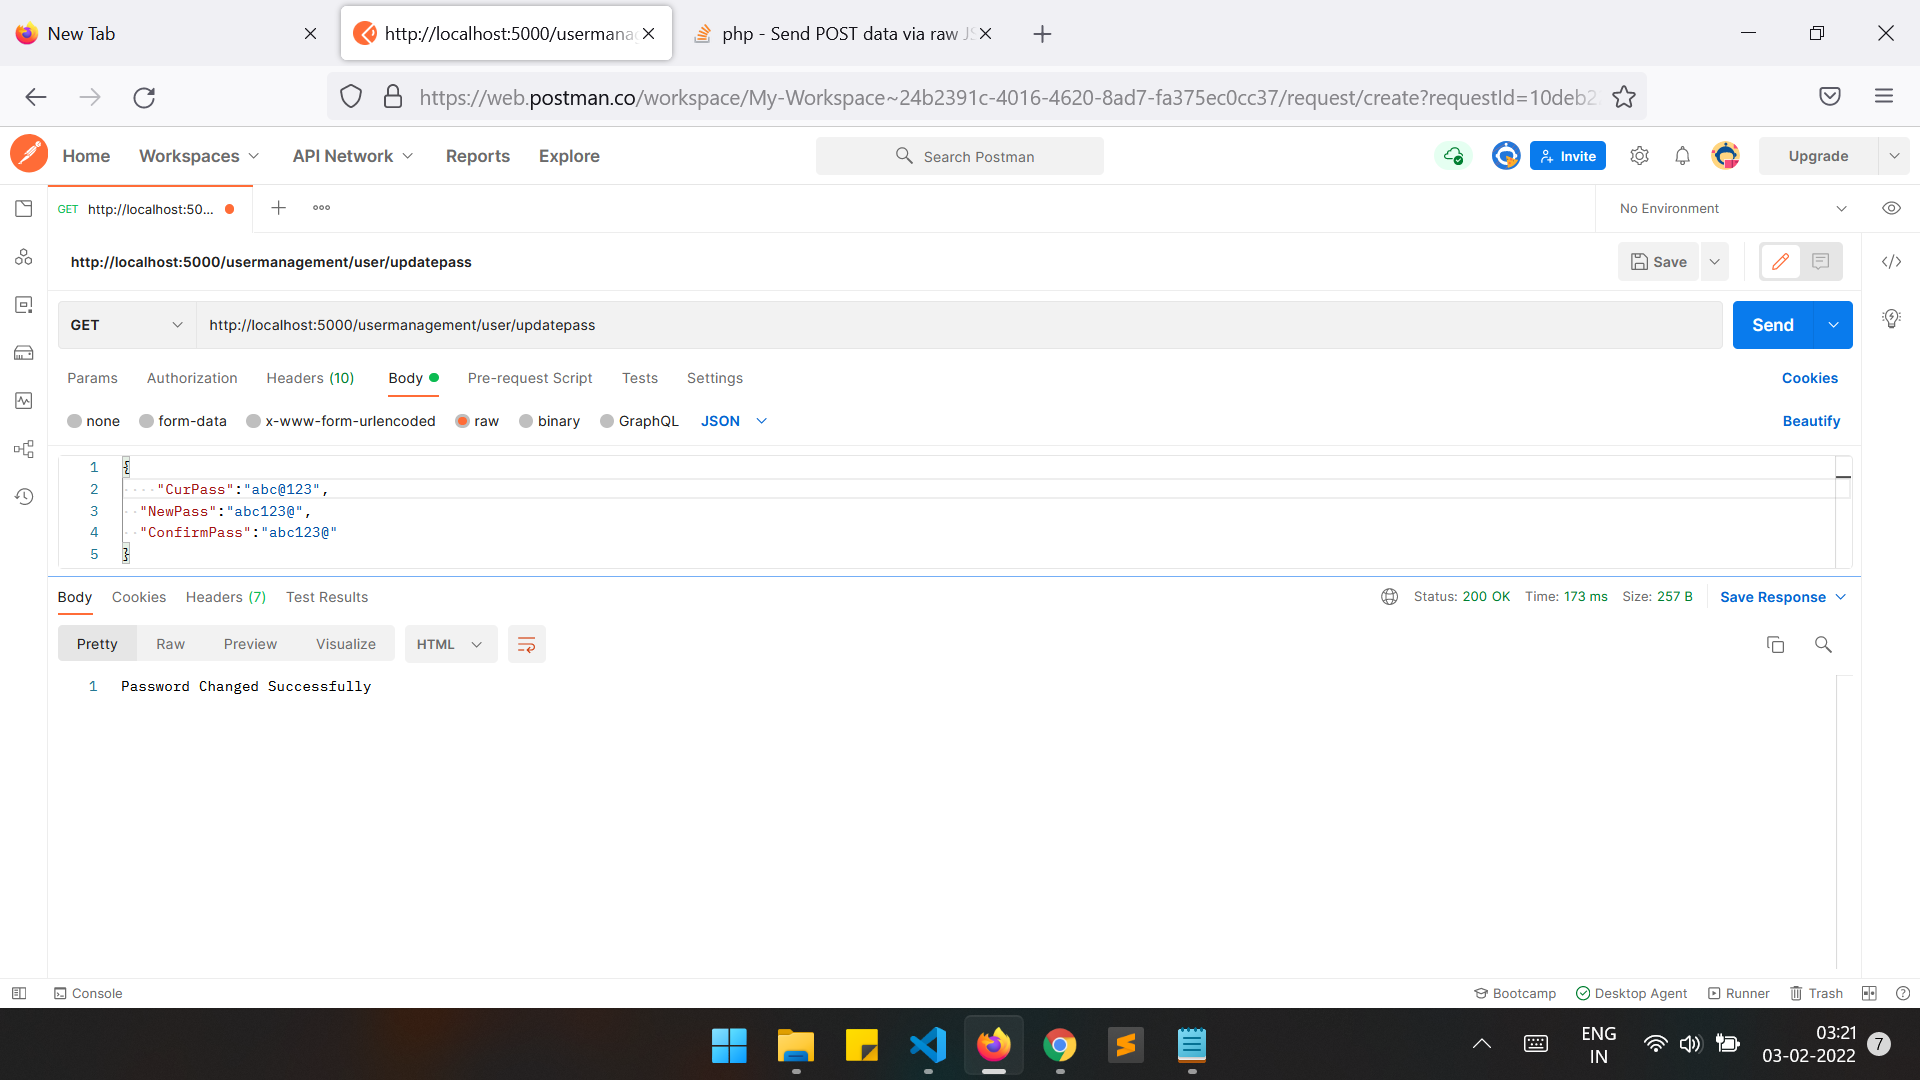 New Tab
http://localhost:5000/usermana
php - Send POST data via raw JS
https://web.postman.co/workspace/My-Workspace~24b2391c-4016-4620-8ad7-fa375ec0cc37/request/create?requestId=10deb2
Home
Workspaces
API Network
Reports
Explore
Search Postman
Invite
Upgrade
GET http://localhost:50...
No Environment
http://localhost:5000/usermanagement/user/updatepass
Save
GET
http://localhost:5000/usermanagement/user/updatepass
Send
Params
Authorization
Headers (10)
Body
Pre-request Script
Tests
Settings
Cookies
none
form-data
x-www-form-urlencoded
raw
binary
GraphQL
JSON
Beautify
1 {
2 "CurPass":"abc@123",
3 "NewPass":"abc123@",
4 "ConfirmPass":"abc123@"
5 }
Body
Cookies
Headers (7)
Test Results
Status: 200 OK
Time: 173 ms
Size: 257 B
Save Response
Pretty
Raw
Preview
Visualize
HTML
1 Password Changed Successfully
Console
Bootcamp
Desktop Agent
Runner
Trash
ENG
IN
03:21
03-02-2022
7